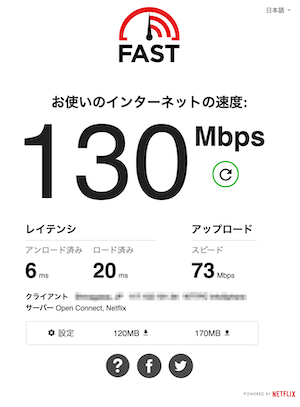 日本語
FAST
お使いのインターネットの速度:
130 Mbps
レイテンシ アップロード
アンロード済み ロード済み スピード
6 ms 20 ms 73 Mbps
クライアント
サーバー Open Connect, Netflix
設定 120MB 170MB
POWERED BY NETFLIX